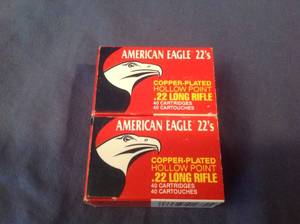 AMERICAN EAGLE 22's
COPPER-PLATED
HOLLOW POINT
.22 LONG RIFLE
40 CARTRIDGES
40 CARTOUCHES
AMERICAN EAGLE 22's
COPPER-PLATED
HOLLOW POINT
.22 LONG RIFLE
40 CARTRIDGES
40 CARTOUCHES